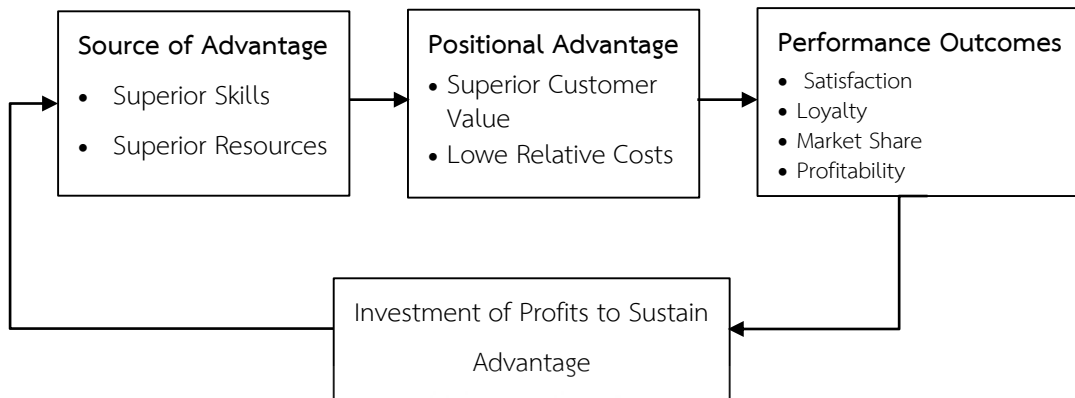 Source of Advantage
• Superior Skills
• Superior Resources
Positional Advantage
• Superior Customer
Value
• Lowe Relative Costs
Performance Outcomes
• Satisfaction
• Loyalty
• Market Share
• Profitability
Investment of Profits to Sustain
Advantage